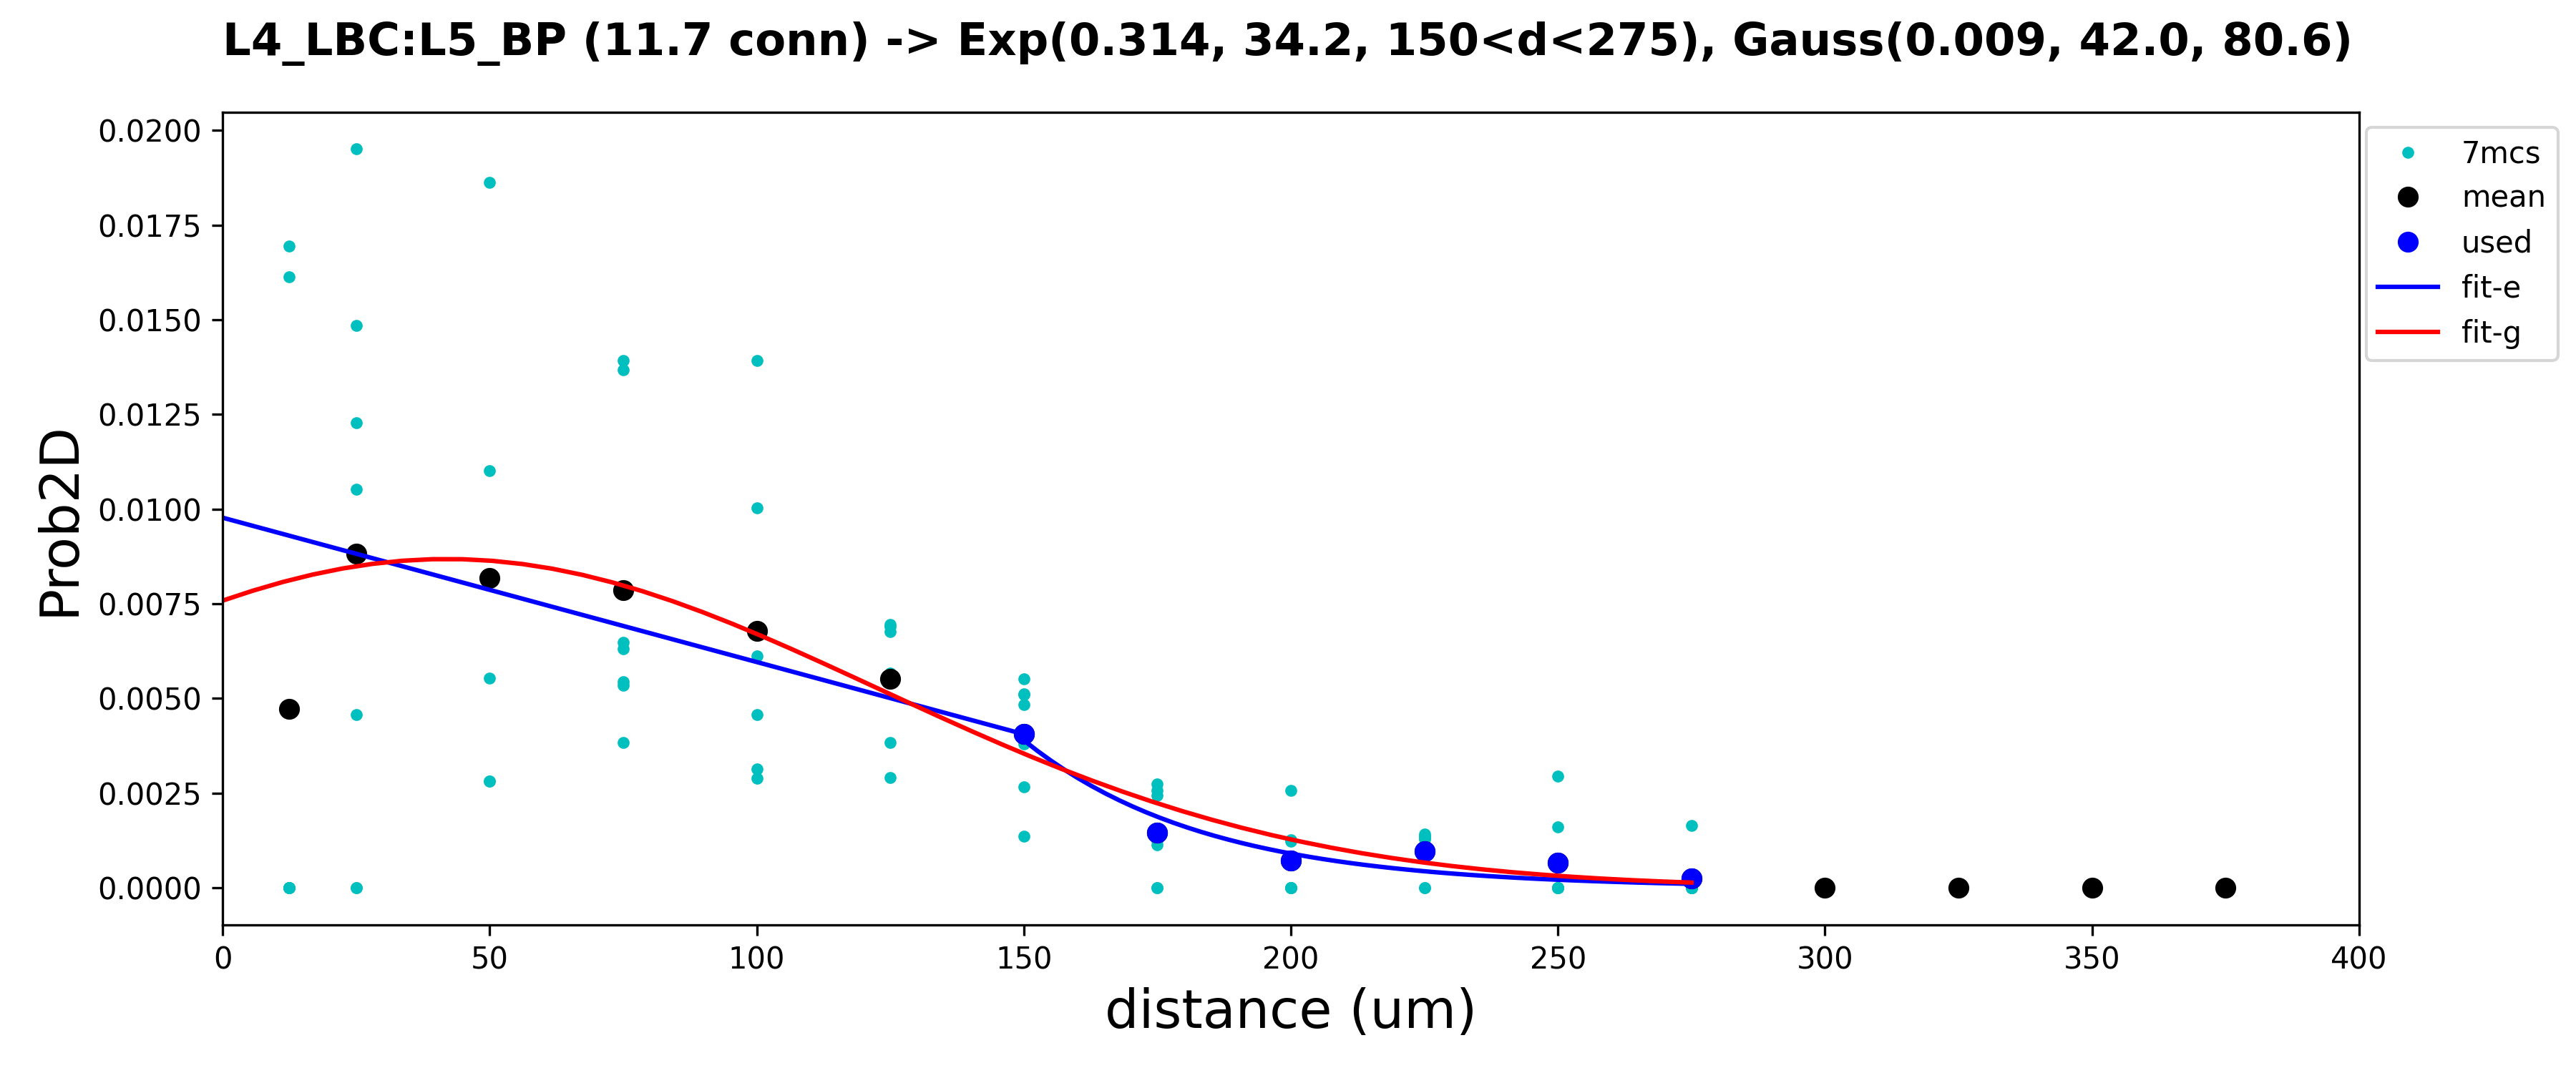 L4_LBC:L5_BP (11.7 conn) -> Exp(0.314, 34.2, 150<d<275), Gauss(0.009, 42.0, 80.6)
0.0200
0.0175
0.0150
0.0125
0.0100
0.0075
0.0050
0.0025
0.0000
Prob2D
0 50 100 150 200 250 300 350 400
distance (um)
7mcs
mean
used
fit-e
fit-g